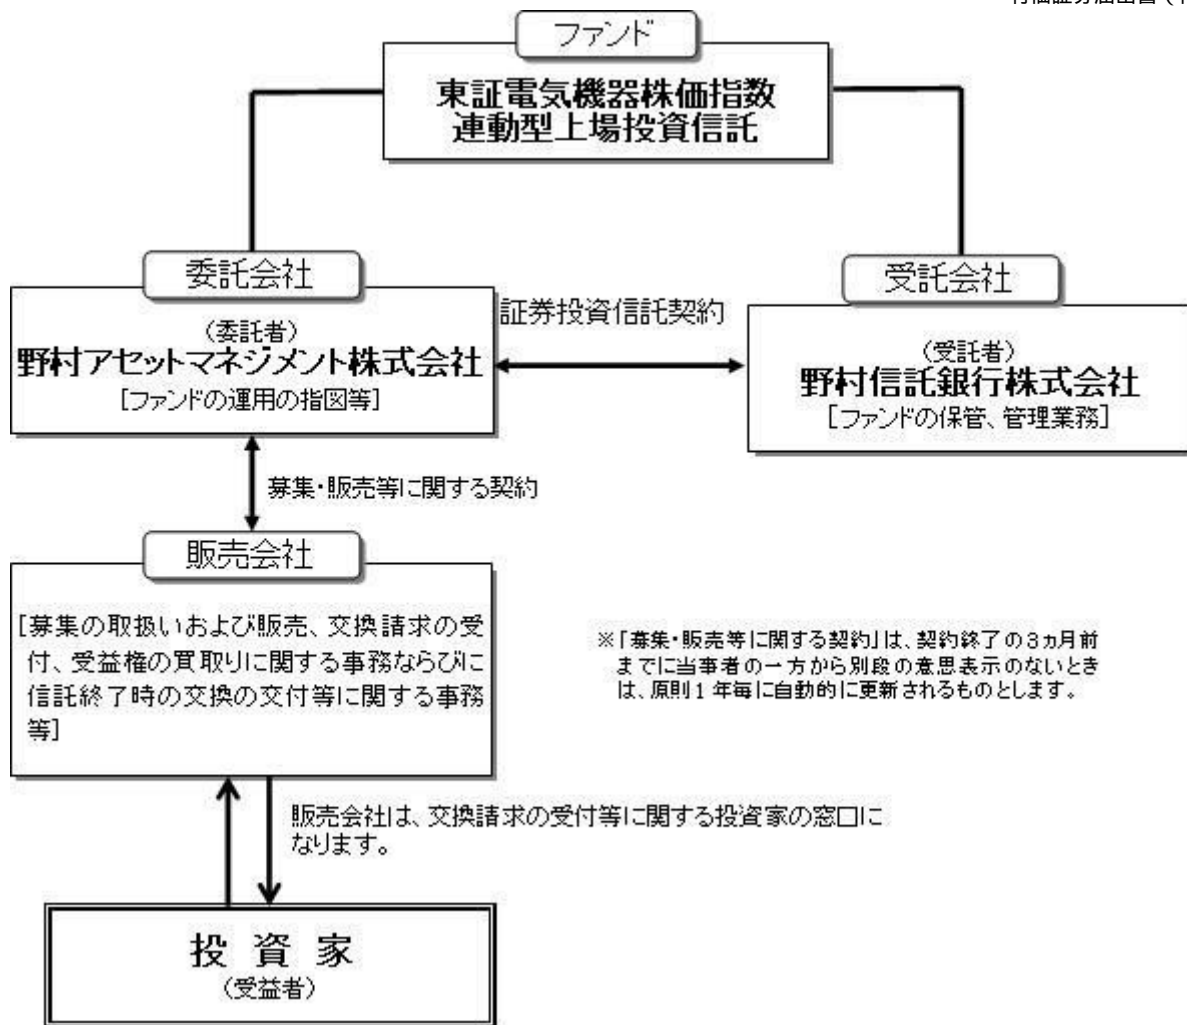 ファンド
東証電気機器株価指数
連動型上場投資信託
委託会社
(委託者)
野村アセットマネジメント株式会社
[ファンドの運用の指図等]
証券投資信託契約
受託会社
(受託者)
野村信託銀行株式会社
[ファンドの保管、管理業務]
募集・販売等に関する契約
販売会社
[募集の取扱いおよび販売、交換請求の受
付、受益権の買取りに関する事務ならびに
信託終了時の交換の交付等に関する事務
等]
※「募集・販売等に関する契約」は、契約終了の3ヵ月前
までに当事者の一方から別段の意思表示のないとき
は、原則1年毎に自動的に更新されるものとします。
販売会社は、交換請求の受付等に関する投資家の窓口に
なります。
投資家
(受益者)